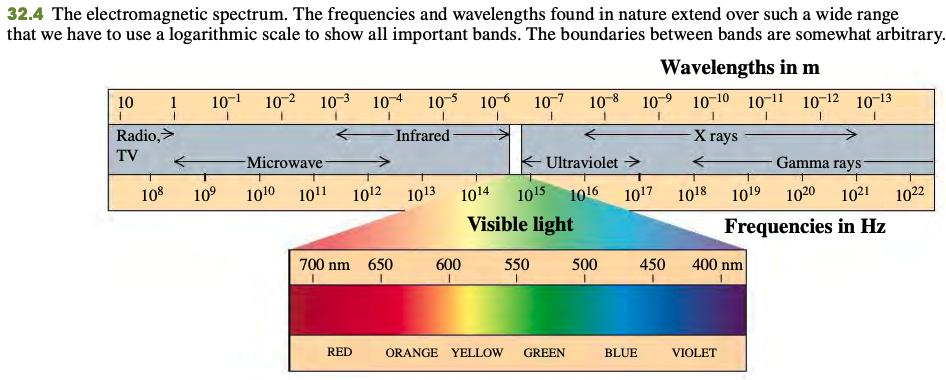 32.4 The electromagnetic spectrum. The frequencies and wavelengths found in nature extend over such a wide range
that we have to use a logarithmic scale to show all important bands. The boundaries between bands are somewhat arbitrary.
Wavelengths in m
10 1 10⁻¹ 10⁻² 10⁻³ 10⁻⁴ 10⁻⁵ 10⁻⁶ 10⁻⁷ 10⁻⁸ 10⁻⁹ 10⁻¹⁰ 10⁻¹¹ 10⁻¹² 10⁻¹³
Radio, Infrared X rays
TV Microwave Ultraviolet Gamma rays
10⁸ 10⁹ 10¹⁰ 10¹¹ 10¹² 10¹³ 10¹⁴ 10¹⁵ 10¹⁶ 10¹⁷ 10¹⁸ 10¹⁹ 10²⁰ 10²¹ 10²²
Visible light Frequencies in Hz
700 nm 650 600 550 500 450 400 nm
RED ORANGE YELLOW GREEN BLUE VIOLET